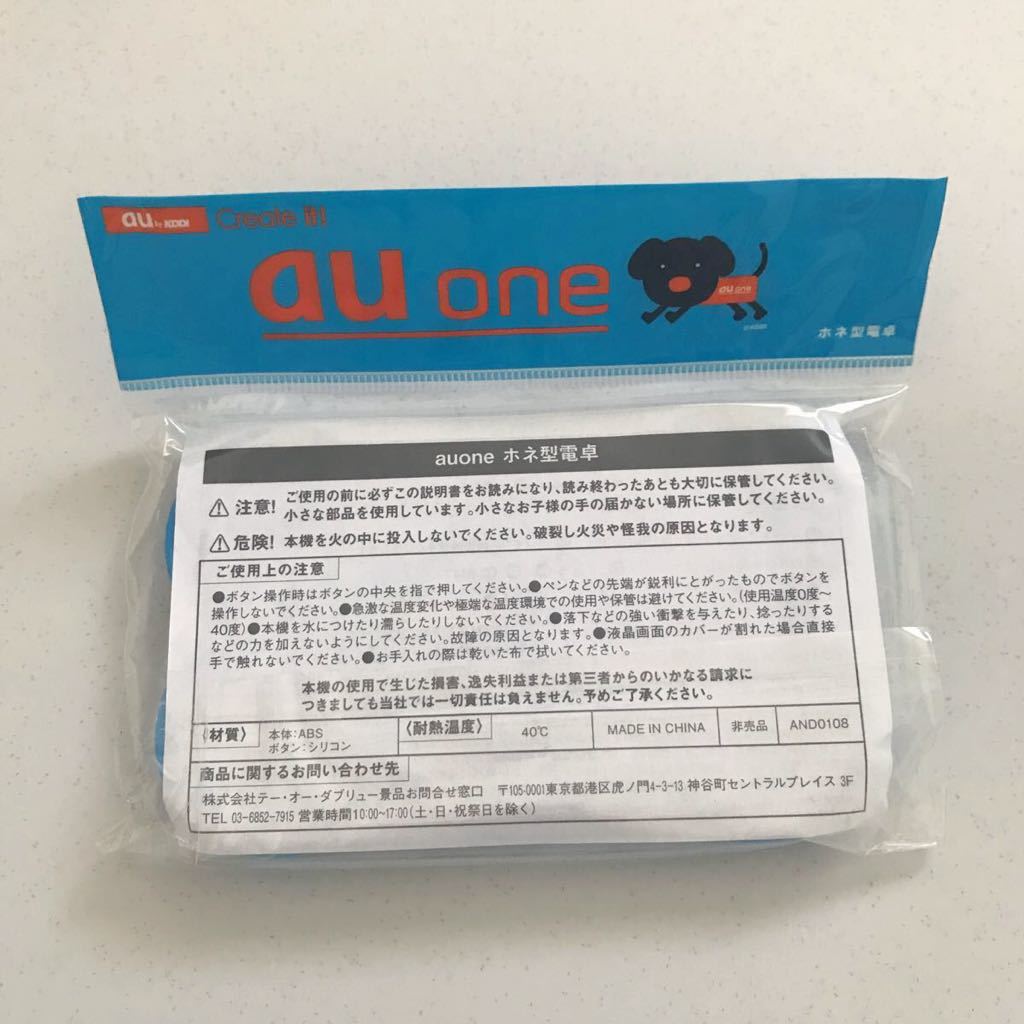 au by KDDI Create it!
au one
au one
ホネ型電卓
auone ホネ型電卓
注意! ご使用の前に必ずこの説明書をお読みになり、読み終わったあとも大切に保管してください。
小さな部品を使用しています。小さなお子様の手の届かない場所に保管してください。
危険! 本機を火の中に投入しないでください。破裂し火災や怪我の原因となります。
ご使用上の注意
●ボタン操作時はボタンの中央を指で押してください。●ペンなどの先端が鋭利にとがったものでボタンを
操作しないでください。●急激な温度変化や極端な温度環境での使用や保管は避けてください。(使用温度0度〜
40度)●本機を水につけたり濡らしたりしないでください。●落下などの強い衝撃を与えたり、捻ったりする
などの力を加えないようにしてください。故障の原因となります。●液晶画面のカバーが割れた場合直接
手で触れないでください。●お手入れの際は乾いた布で拭いてください。
本機の使用で生じた損害、逸失利益または第三者からのいかなる請求に
つきましても当社では一切責任は負えません。予めご了承ください。
〈材質〉 本体:ABS
ボタン:シリコン
〈耐熱温度〉 40℃ MADE IN CHINA 非売品 AND0108
商品に関するお問い合わせ先
株式会社テー・オー・ダブリュー景品お問合せ窓口 〒105-0001東京都港区虎ノ門4-3-13 神谷町セントラルプレイス 3F
TEL 03-6852-7915 営業時間10:00~17:00(土・日・祝祭日を除く)